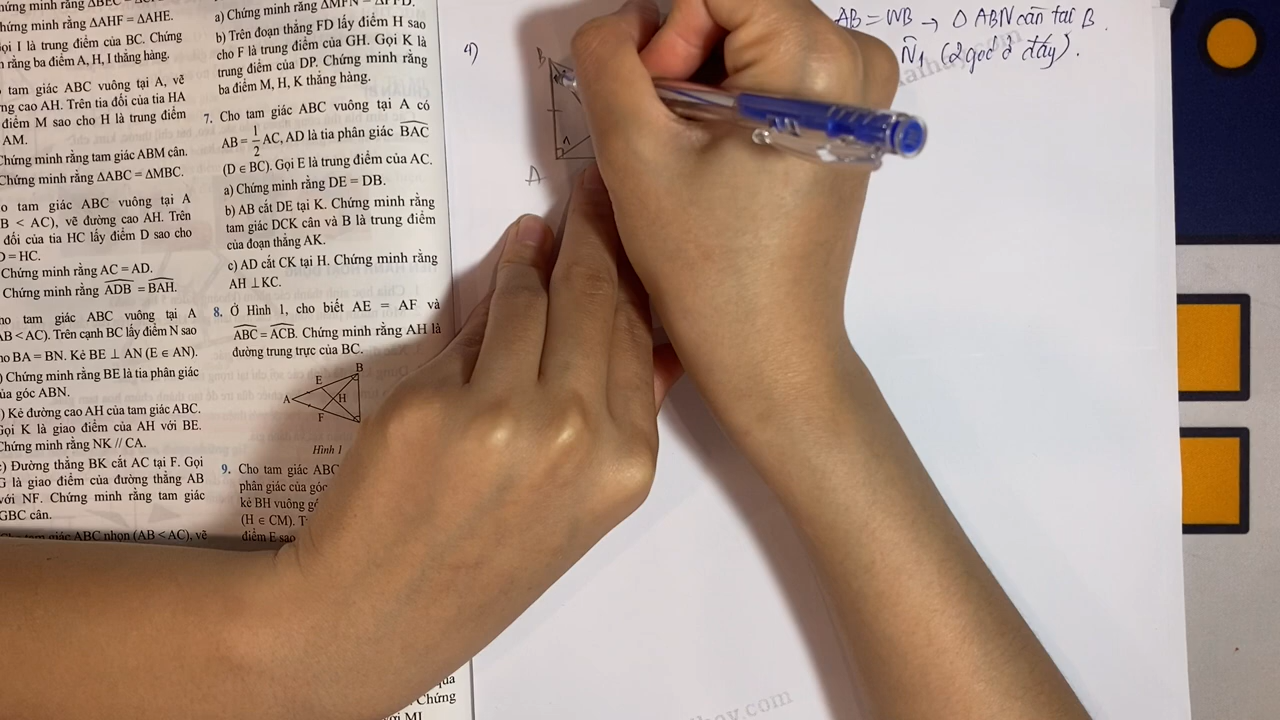 minh rằng
minh rằng ΔAHF = ΔAHE.
I là trung điểm của BC. Chứng
rằng ba điểm A, H, I thẳng hàng.
tam giác ABC vuông tại A, vẽ
cao AH. Trên tia đối của tia HA
điểm M sao cho H là trung điểm
AM.
Chứng minh rằng tam giác ABM cân.
Chứng minh rằng ΔABC = ΔMBC.
tam giác ABC vuông tại A
B < AC), vẽ đường cao AH. Trên
đối của tia HC lấy điểm D sao cho
D = HC.
Chứng minh rằng AC = AD.
Chứng minh rằng ADB = BAH.
tam giác ABC vuông tại A
AB < AC). Trên cạnh BC lấy điểm N sao
BA = BN. Kẻ BE ⊥ AN (E ∈ AN).
) Chứng minh rằng BE là tia phân giác
của góc ABN.
) Kẻ đường cao AH của tam giác ABC.
Gọi K là giao điểm của AH với BE.
Chứng minh rằng NK // CA.
) Đường thẳng BK cắt AC tại F. Gọi
G là giao điểm của đường thẳng AB
với NF. Chứng minh rằng tam giác
GBC cân.
tam giác ABC nhọn (AB < AC), vẽ
a) Chứng minh rằng
b) Trên đoạn thẳng FD lấy điểm H sao
cho F là trung điểm của GH. Gọi K là
trung điểm của DP. Chứng minh rằng
ba điểm M, H, K thẳng hàng.
7. Cho tam giác ABC vuông tại A có
AB = 1/2 AC, AD là tia phân giác BAC
(D ∈ BC). Gọi E là trung điểm của AC.
a) Chứng minh rằng DE = DB.
b) AB cắt DE tại K. Chứng minh rằng
tam giác DCK cân và B là trung điểm
của đoạn thẳng AK.
c) AD cắt CK tại H. Chứng minh rằng
AH ⊥ KC.
8. Ở Hình 1, cho biết AE = AF và
ABC = ACB. Chứng minh rằng AH là
đường trung trực của BC.
B
E
A
H
F
Hình 1
9. Cho tam giác ABC
phân giác của góc
kẻ BH vuông
(H ∈ CM).
điểm E sao
Chứng
4)
B
A
AB = NB → Δ ABN cân tại B.
N̂1 (2 góc ở đáy).